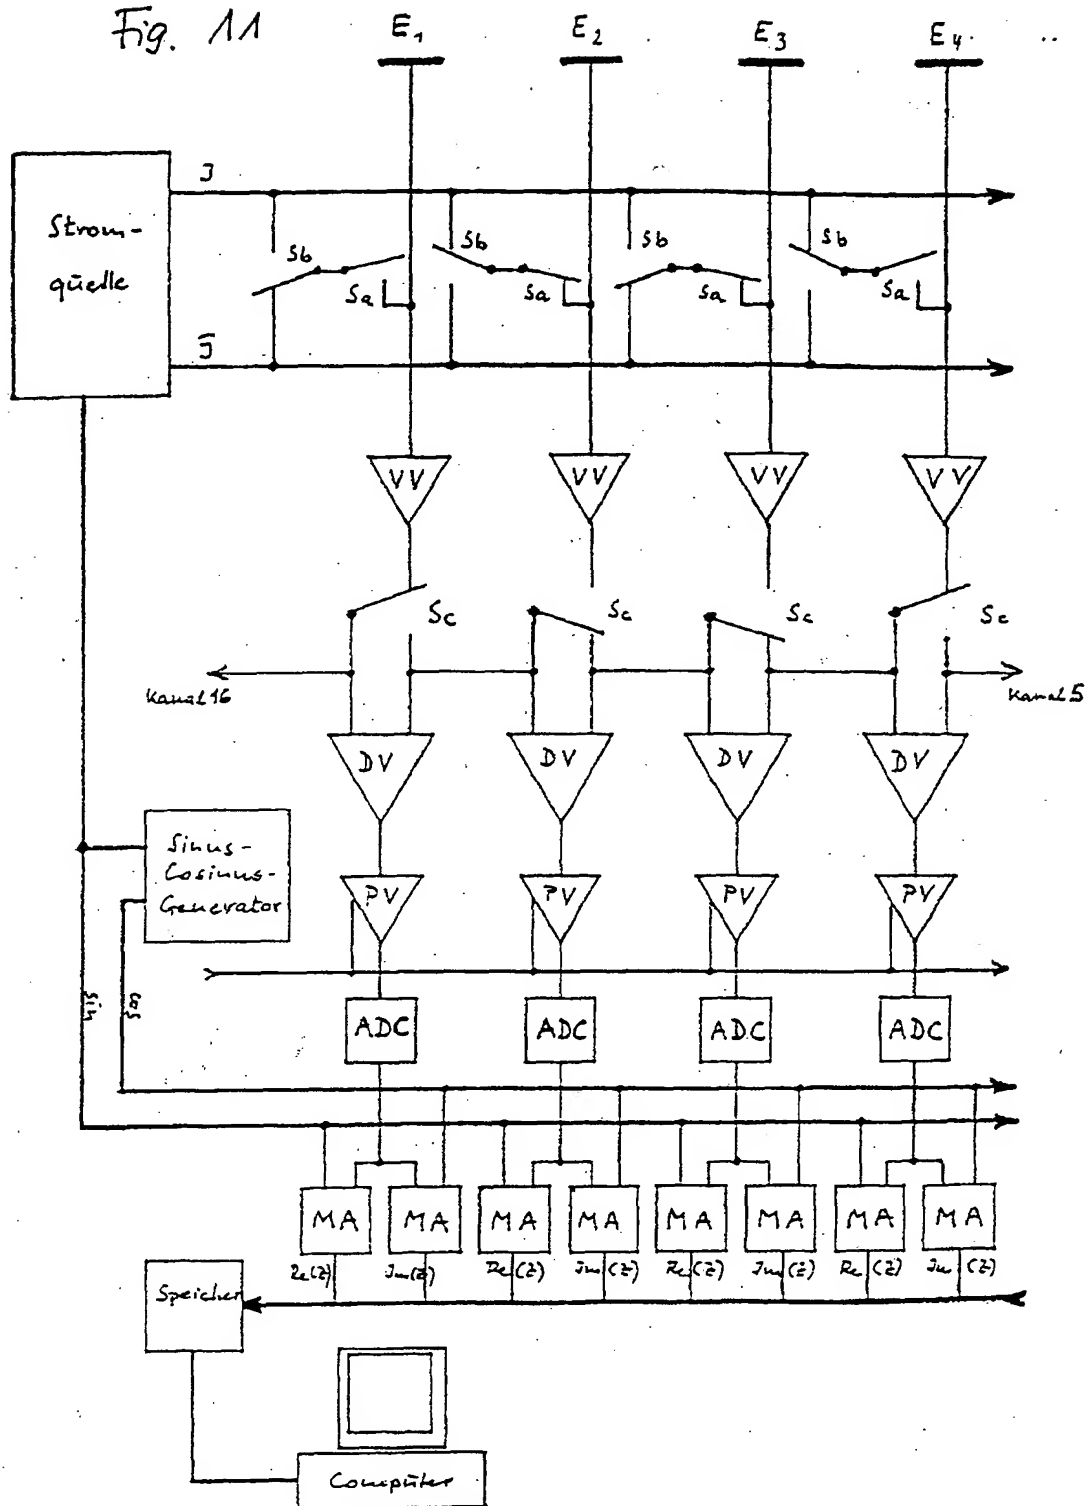 Fig. 11
E1 E2 E3 E4
J
Strom-
quelle
Sb Sb Sb Sb
Sa Sa Sa Sa
J̄
VV VV VV VV
Sc Sc Sc Sc
Kanal 16 Kanal 5
DV DV DV DV
Sinus-
Cosinus-
Generator
PV PV PV PV
sin cos
ADC ADC ADC ADC
MA MA MA MA MA MA MA MA
Re(Z) Im(Z) Re(Z) Im(Z) Re(Z) Im(Z) Re(Z) Im(Z)
Speicher
Computer